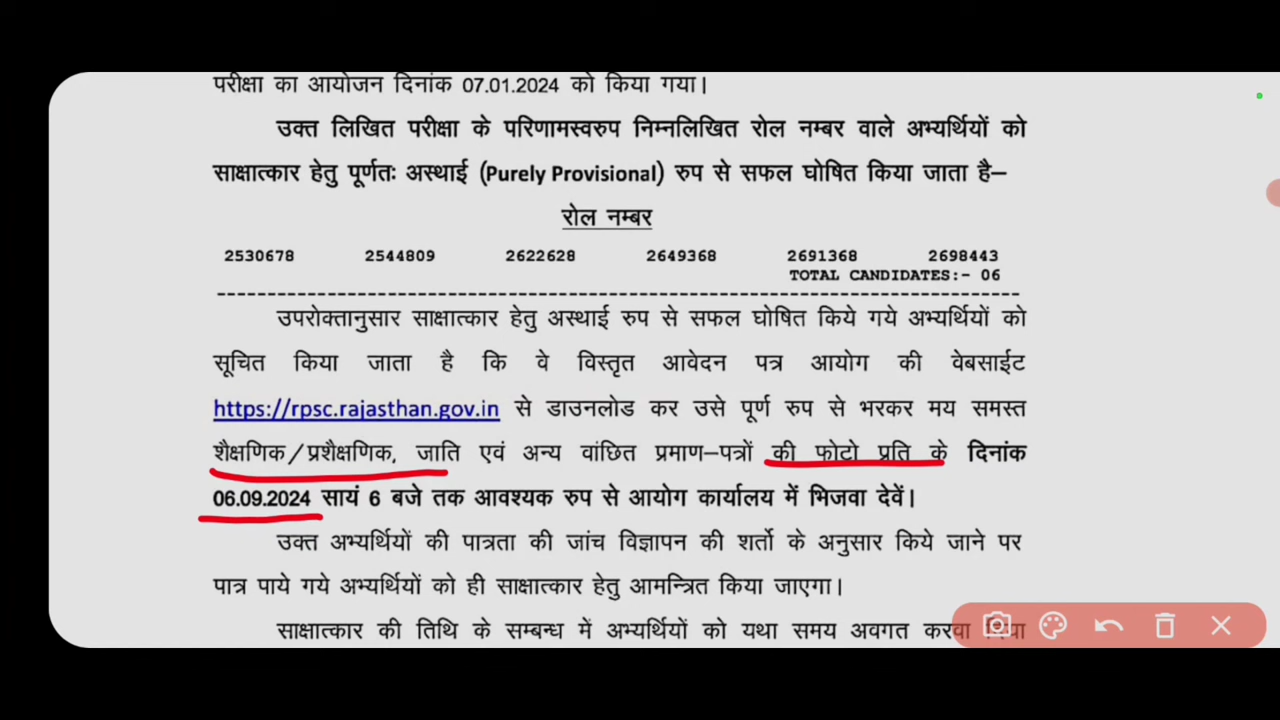 परीक्षा का आयोजन दिनांक 07.01.2024 को किया गया।
उक्त लिखित परीक्षा के परिणामस्वरुप निम्नलिखित रोल नम्बर वाले अभ्यर्थियों को
साक्षात्कार हेतु पूर्णतः अस्थाई (Purely Provisional) रुप से सफल घोषित किया जाता है–
रोल नम्बर
2530678 2544809 2622628 2649368 2691368 2698443
TOTAL CANDIDATES:- 06
उपरोक्तानुसार साक्षात्कार हेतु अस्थाई रुप से सफल घोषित किये गये अभ्यर्थियों को
सूचित किया जाता है कि वे विस्तृत आवेदन पत्र आयोग की वेबसाईट
https://rpsc.rajasthan.gov.in से डाउनलोड कर उसे पूर्ण रुप से भरकर मय समस्त
शैक्षणिक/प्रशैक्षणिक, जाति एवं अन्य वांछित प्रमाण–पत्रों की फोटो प्रति के दिनांक
06.09.2024 सायं 6 बजे तक आवश्यक रुप से आयोग कार्यालय में भिजवा देवें।
उक्त अभ्यर्थियों की पात्रता की जांच विज्ञापन की शर्तो के अनुसार किये जाने पर
पात्र पाये गये अभ्यर्थियों को ही साक्षात्कार हेतु आमन्त्रित किया जाएगा।
साक्षात्कार की तिथि के सम्बन्ध में अभ्यर्थियों को यथा समय अवगत करवा दिया